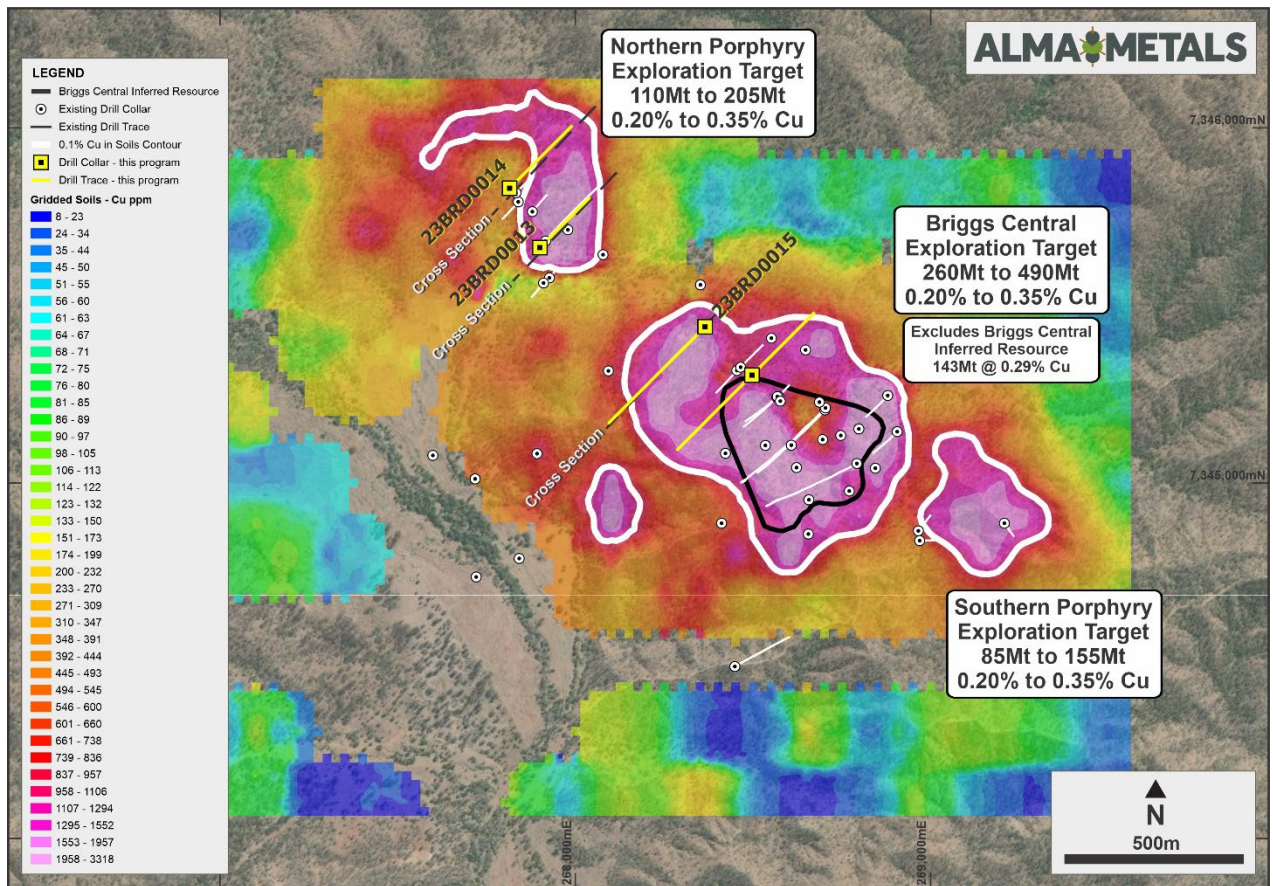 ALMA METALS
Northern Porphyry
Exploration Target
110Mt to 205Mt
0.20% to 0.35% Cu
LEGEND
Briggs Central Inferred Resource
Existing Drill Collar
Existing Drill Trace
0.1% Cu in Soils Contour
Drill Collar - this program
Drill Trace - this program
Gridded Soils - Cu ppm
8 - 23
24 - 34
35 - 44
45 - 50
51 - 55
56 - 60
61 - 63
64 - 67
68 - 71
72 - 75
76 - 80
81 - 85
86 - 89
90 - 97
98 - 105
106 - 113
114 - 122
123 - 132
133 - 150
151 - 173
174 - 199
200 - 232
233 - 270
271 - 309
310 - 347
348 - 391
392 - 444
445 - 493
494 - 545
546 - 600
601 - 660
661 - 738
739 - 836
837 - 957
958 - 1106
1107 - 1294
1295 - 1552
1553 - 1957
1958 - 3318
7,346,000mN
23BRD0014
Cross Section
23BRD0013
Cross Section
23BRD0015
Cross Section
Briggs Central
Exploration Target
260Mt to 490Mt
0.20% to 0.35% Cu
Excludes Briggs Central
Inferred Resource
143Mt @ 0.29% Cu
7,345,000mN
Southern Porphyry
Exploration Target
85Mt to 155Mt
0.20% to 0.35% Cu
268,000mE
269,000mE
N
500m